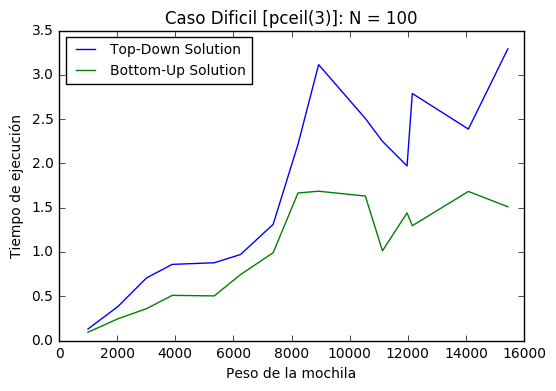 Caso Dificil [pceil(3)]: N = 100
Top-Down Solution
Bottom-Up Solution
Tiempo de ejecución
3.5
3.0
2.5
2.0
1.5
1.0
0.5
0.0
0 2000 4000 6000 8000 10000 12000 14000 16000
Peso de la mochila